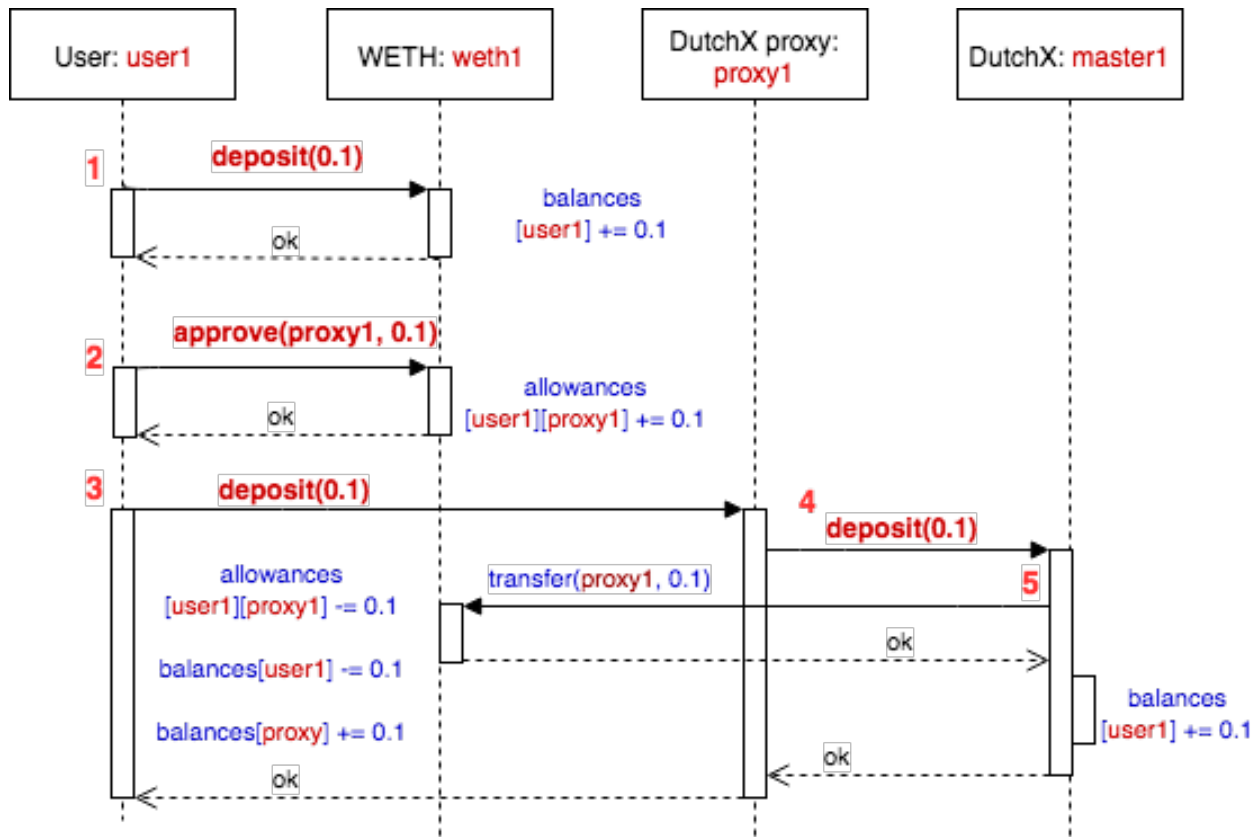 User: user1
WETH: weth1
DutchX proxy:
proxy1
DutchX: master1
1
deposit(0.1)
balances
[user1] += 0.1
ok
approve(proxy1, 0.1)
2
allowances
[user1][proxy1] += 0.1
ok
3
deposit(0.1)
4
deposit(0.1)
allowances
[user1][proxy1] -= 0.1
transfer(proxy1, 0.1)
5
ok
balances[user1] -= 0.1
balances
[user1] += 0.1
balances[proxy] += 0.1
ok
ok